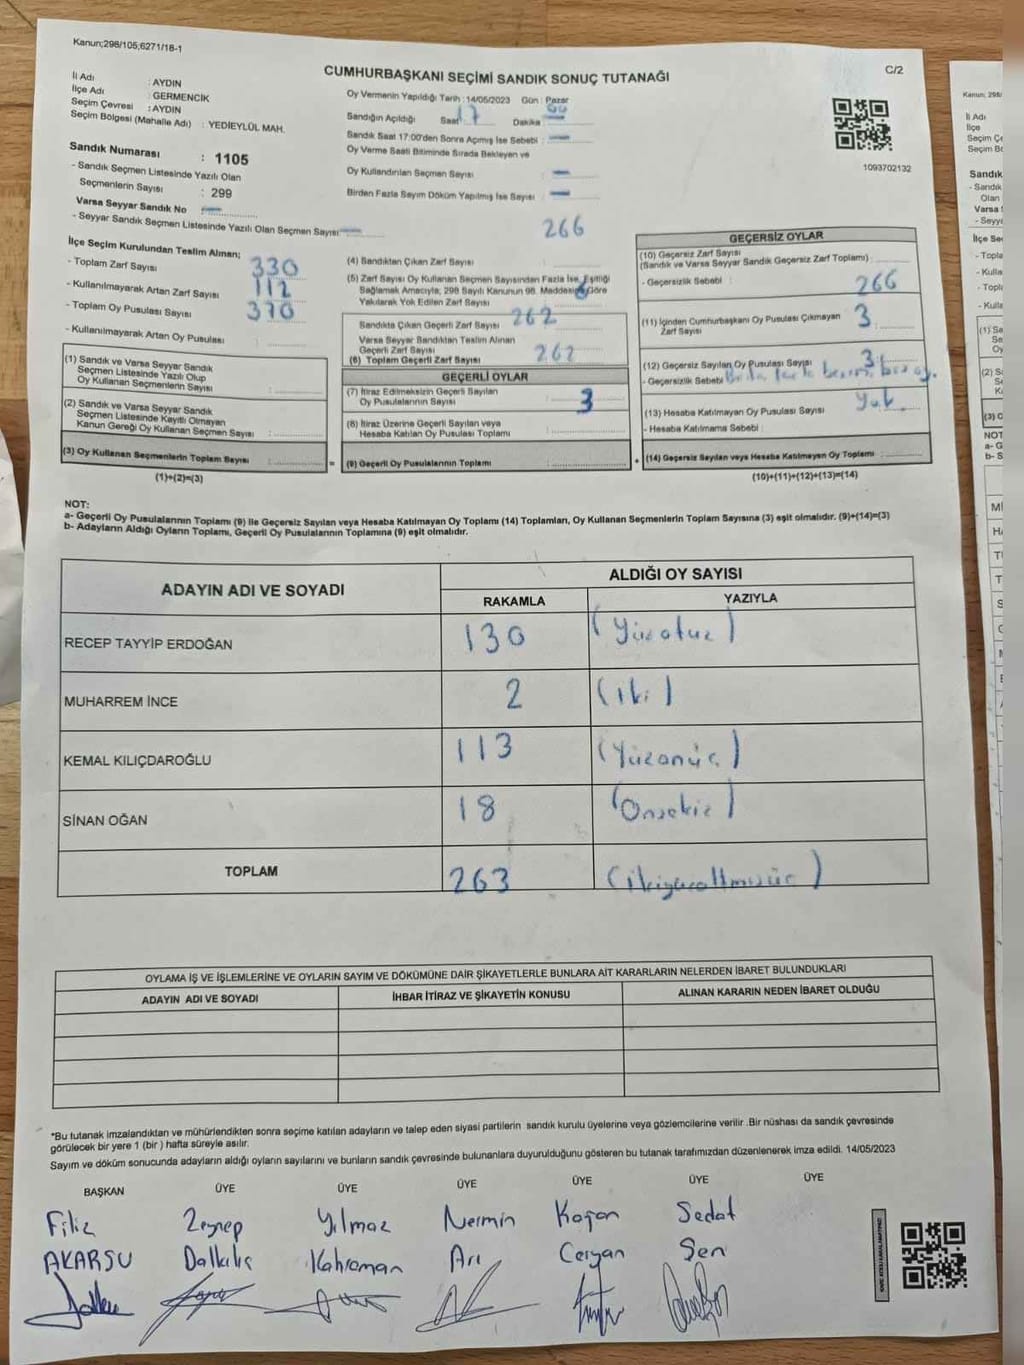 Kanun;298/105;6271/18-1
CUMHURBAŞKANI SEÇİMİ SANDIK SONUÇ TUTANAĞI
C/2
İl Adı : AYDIN
İlçe Adı : GERMENCİK
Seçim Çevresi : AYDIN
Seçim Bölgesi (Mahalle Adı) : YEDİEYLÜL MAH.
Sandık Numarası : 1105
- Sandık Seçmen Listesinde Yazılı Olan
Seçmenlerin Sayısı : 299
Varsa Seyyar Sandık No
- Seyyar Sandık Seçmen Listesinde Yazılı Olan Seçmen Sayısı
Oy Vermenin Yapıldığı Tarih : 14/05/2023 Gün : Pazar
Sandığın Açıldığı Saat 17 Dakika 00
Sandık Saat 17:00'den Sonra Açmış İse Sebebi :
Oy Verme Saati Bitiminde Sırada Bekleyen ve
Oy Kullandırılan Seçmen Sayısı
Birden Fazla Sayım Döküm Yapılmış İse Sayısı
1093702132
İlçe Seçim Kurulundan Teslim Alınan;
- Toplam Zarf Sayısı 330
- Kullanılmayarak Artan Zarf Sayısı 112
- Toplam Oy Pusulası Sayısı 370
- Kullanılmayarak Artan Oy Pusulası :
(1) Sandık ve Varsa Seyyar Sandık
Seçmen Listesinde Yazılı Olup
Oy Kullanan Seçmenlerin Sayısı
(2) Sandık ve Varsa Seyyar Sandık
Seçmen Listesinde Kayıtlı Olmayan
Kanun Gereği Oy Kullanan Seçmen Sayısı
(3) Oy Kullanan Seçmenlerin Toplam Sayısı
(1)+(2)=(3)
266
(4) Sandıktan Çıkan Zarf Sayısı
(5) Zarf Sayısı Oy Kullanan Seçmen Sayısından Fazla İse, Eşitliği
Sağlamak Amacıyla; 298 Sayılı Kanunun 98. Maddesine Göre
Yakılarak Yok Edilen Zarf Sayısı
Sandıkta Çıkan Geçerli Zarf Sayısı 262
Varsa Seyyar Sandıktan Teslim Alınan
Geçerli Zarf Sayısı 262
(6) Toplam Geçerli Zarf Sayısı
GEÇERLİ OYLAR
(7) İtiraz Edilmeksizin Geçerli Sayılan
Oy Pusulalarının Sayısı 3
(8) İtiraz Üzerine Geçerli Sayılan veya
Hesaba Katılan Oy Pusulası Toplamı
(9) Geçerli Oy Pusulalarının Toplamı
GEÇERSİZ OYLAR
(10) Geçersiz Zarf Sayısı
(Sandık ve Varsa Seyyar Sandık Geçersiz Zarf Toplamı)
- Geçersizlik Sebebi : 266
(11) İçinden Cumhurbaşkanı Oy Pusulası Çıkmayan 3
Zarf Sayısı
(12) Geçersiz Sayılan Oy Pusulası Sayısı 3
- Geçersizlik Sebebi
(13) Hesaba Katılmayan Oy Pusulası Sayısı Yok
- Hesaba Katılmama Sebebi :
(14) Geçersiz Sayılan veya Hesaba Katılmayan Oy Toplamı
(10)+(11)+(12)+(13)=(14)
NOT:
a- Geçerli Oy Pusulalarının Toplamı (9) ile Geçersiz Sayılan veya Hesaba Katılmayan Oy Toplamı (14) Toplamları, Oy Kullanan Seçmenlerin Toplam Sayısına (3) eşit olmalıdır. (9)+(14)=(3)
b- Adayların Aldığı Oyların Toplamı, Geçerli Oy Pusulalarının Toplamına (9) eşit olmalıdır.
ADAYIN ADI VE SOYADI
ALDIĞI OY SAYISI
RAKAMLA YAZIYLA
RECEP TAYYİP ERDOĞAN 130 (Yüzotuz)
MUHARREM İNCE 2 (iki)
KEMAL KILIÇDAROĞLU 113 (Yüzonüç)
SİNAN OĞAN 18 (Onsekiz)
TOPLAM 263 (ikiyüzaltmışüç)
OYLAMA İŞ VE İŞLEMLERİNE VE OYLARIN SAYIM VE DÖKÜMÜNE DAİR ŞİKAYETLERLE BUNLARA AİT KARARLARIN NELERDEN İBARET BULUNDUKLARI
ADAYIN ADI VE SOYADI İHBAR İTİRAZ VE ŞİKAYETİN KONUSU ALINAN KARARIN NEDEN İBARET OLDUĞU
*Bu tutanak imzalandıktan ve mühürlendikten sonra seçime katılan adayların ve talep eden siyasi partilerin sandık kurulu üyelerine veya gözlemcilerine verilir. Bir nüshası da sandık çevresinde
görülecek bir yere 1 (bir ) hafta süreyle asılır.
Sayım ve döküm sonucunda adayların aldığı oyların sayılarını ve bunların sandık çevresinde bulunanlara duyurulduğunu gösteren bu tutanak tarafımızdan düzenlenerek imza edildi. 14/05/2023
BAŞKAN ÜYE ÜYE ÜYE ÜYE ÜYE ÜYE
Filiz Zeynep Yılmaz Nermin Kağan Sedat
AKARSU Dalkılıç Kahraman Arı Ceryan Şen